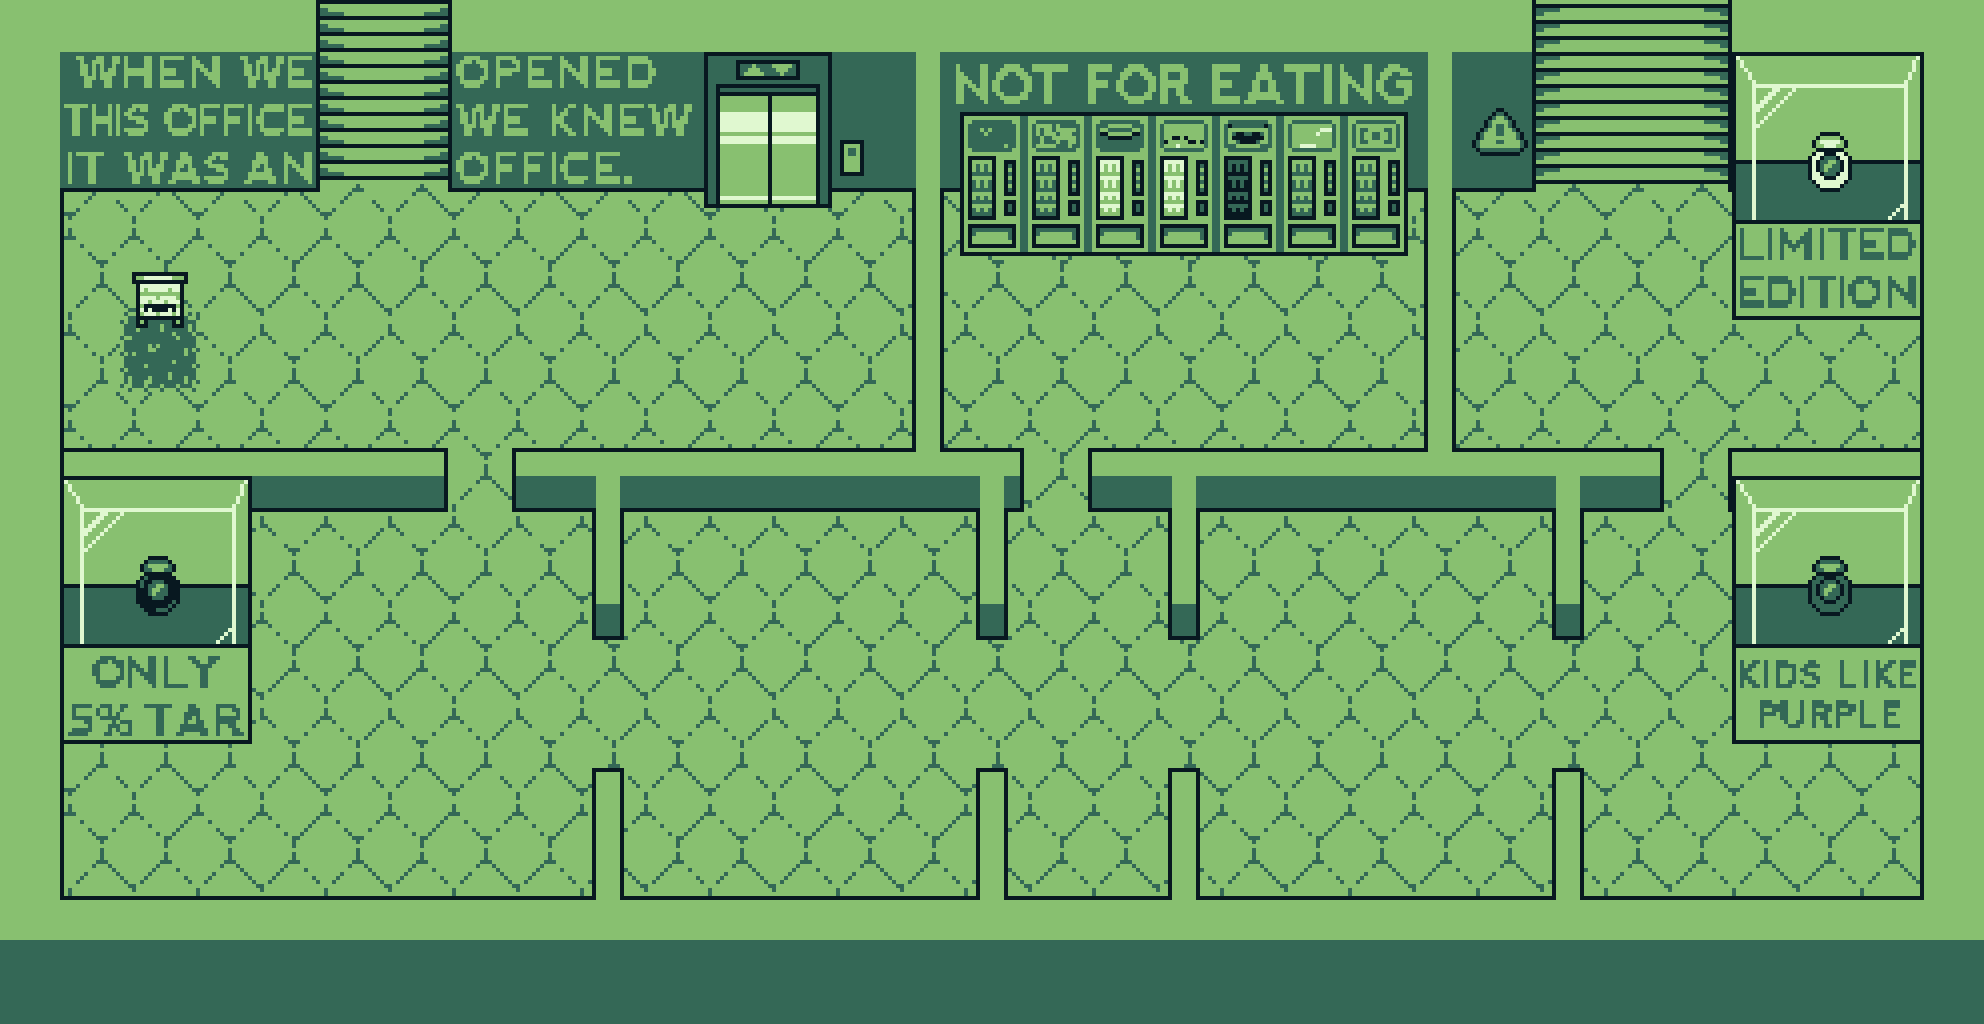 WHEN WE OPENED
THIS OFFICE WE KNEW
IT WAS AN OFFICE.
NOT FOR EATING
LIMITED
EDITION
ONLY
5% TAR
KIDS LIKE
PURPLE